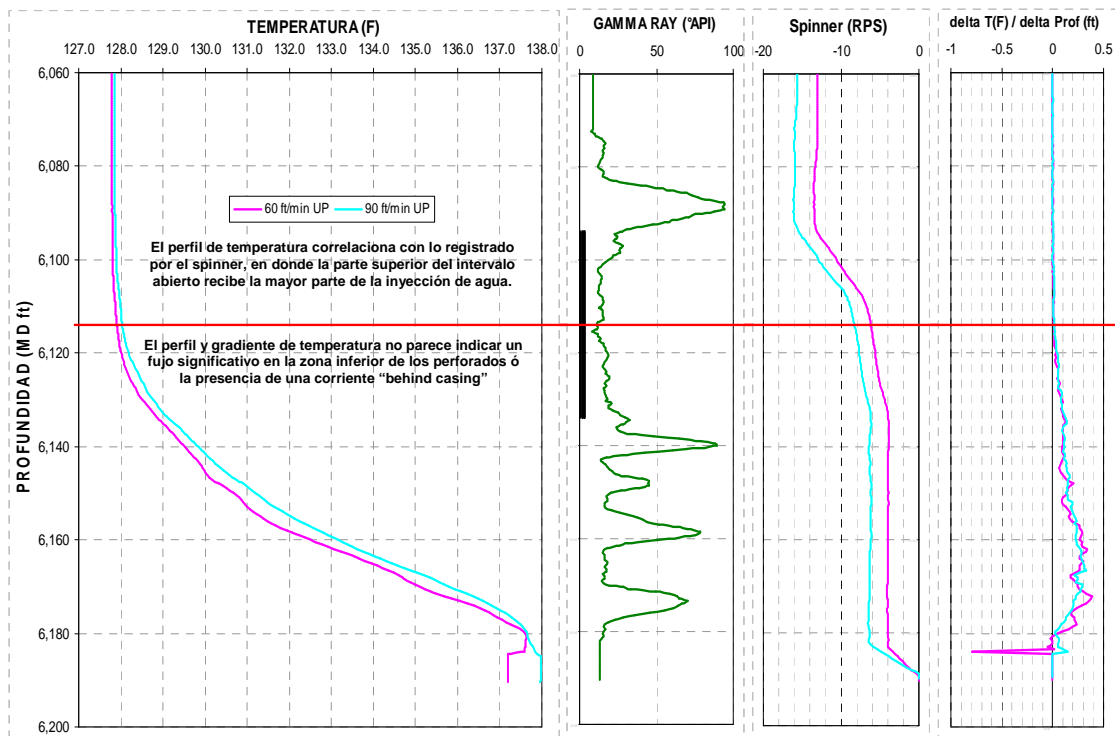 TEMPERATURA (F)
127.0 128.0 129.0 130.0 131.0 132.0 133.0 134.0 135.0 136.0 137.0 138.0
GAMMA RAY (°API)
0 50 100
Spinner (RPS)
-20 -10 0
delta T(F) / delta Prof (ft)
-1 -0.5 0 0.5
PROFUNDIDAD (MD ft)
6,060
6,080
6,100
6,120
6,140
6,160
6,180
6,200
60 ft/min UP 90 ft/min UP
El perfil de temperatura correlaciona con lo registrado
por el spinner, en donde la parte superior del intervalo
abierto recibe la mayor parte de la inyección de agua.
El perfil y gradiente de temperatura no parece indicar un
fujo significativo en la zona inferior de los perforados ó
la presencia de una corriente “behind casing”